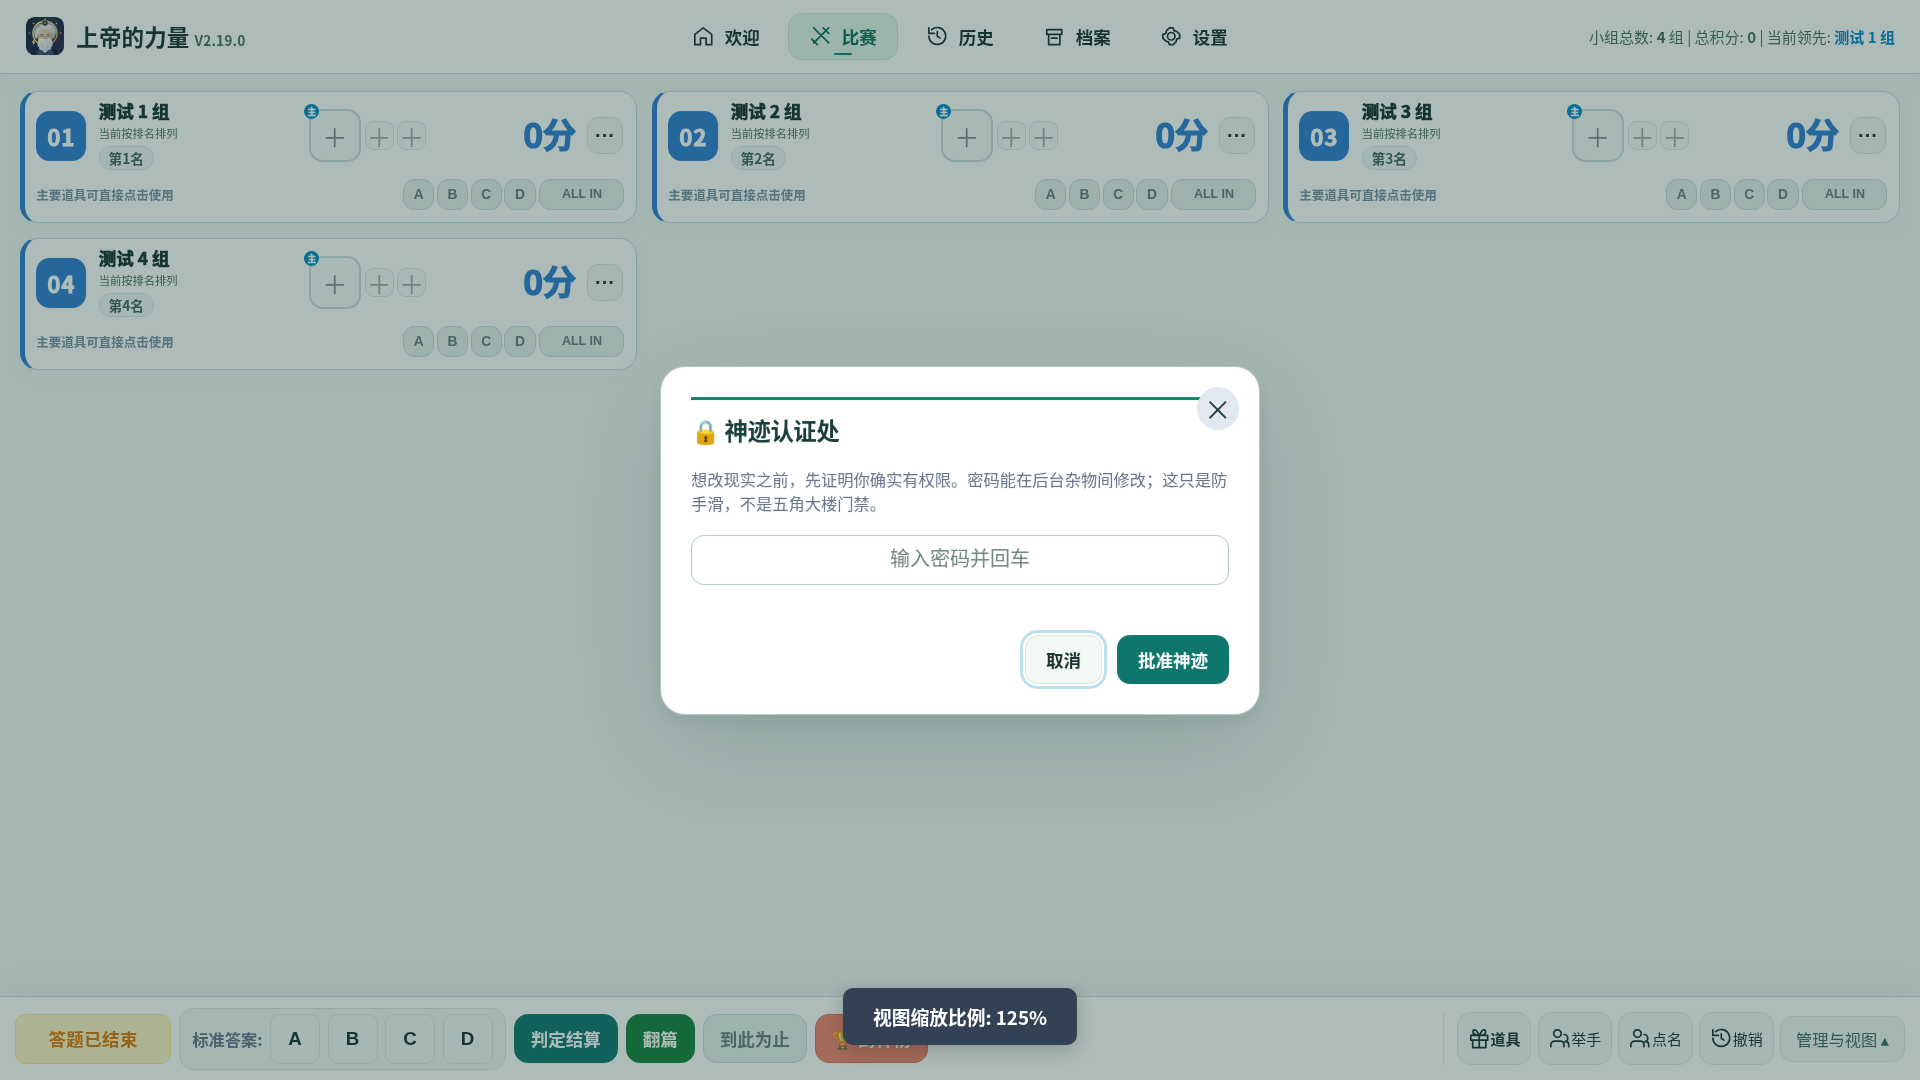 上帝的力量 V2.19.0
欢迎
比赛
历史
档案
设置
小组总数: 4 组 | 总积分: 0 | 当前领先: 测试 1 组
01
测试 1 组
当前按排名排列
第1名
主
0分
主要道具可直接点击使用
A B C D ALL IN
02
测试 2 组
当前按排名排列
第2名
主
0分
主要道具可直接点击使用
A B C D ALL IN
03
测试 3 组
当前按排名排列
第3名
主
0分
主要道具可直接点击使用
A B C D ALL IN
04
测试 4 组
当前按排名排列
第4名
主
0分
主要道具可直接点击使用
A B C D ALL IN
神迹认证处
想改现实之前，先证明你确实有权限。密码能在后台杂物间修改；这只是防
手滑，不是五角大楼门禁。
输入密码并回车
取消
批准神迹
视图缩放比例: 125%
答题已结束
标准答案: A B C D
判定结算
翻篇
到此为止
道具
举手
点名
撤销
管理与视图 ▴